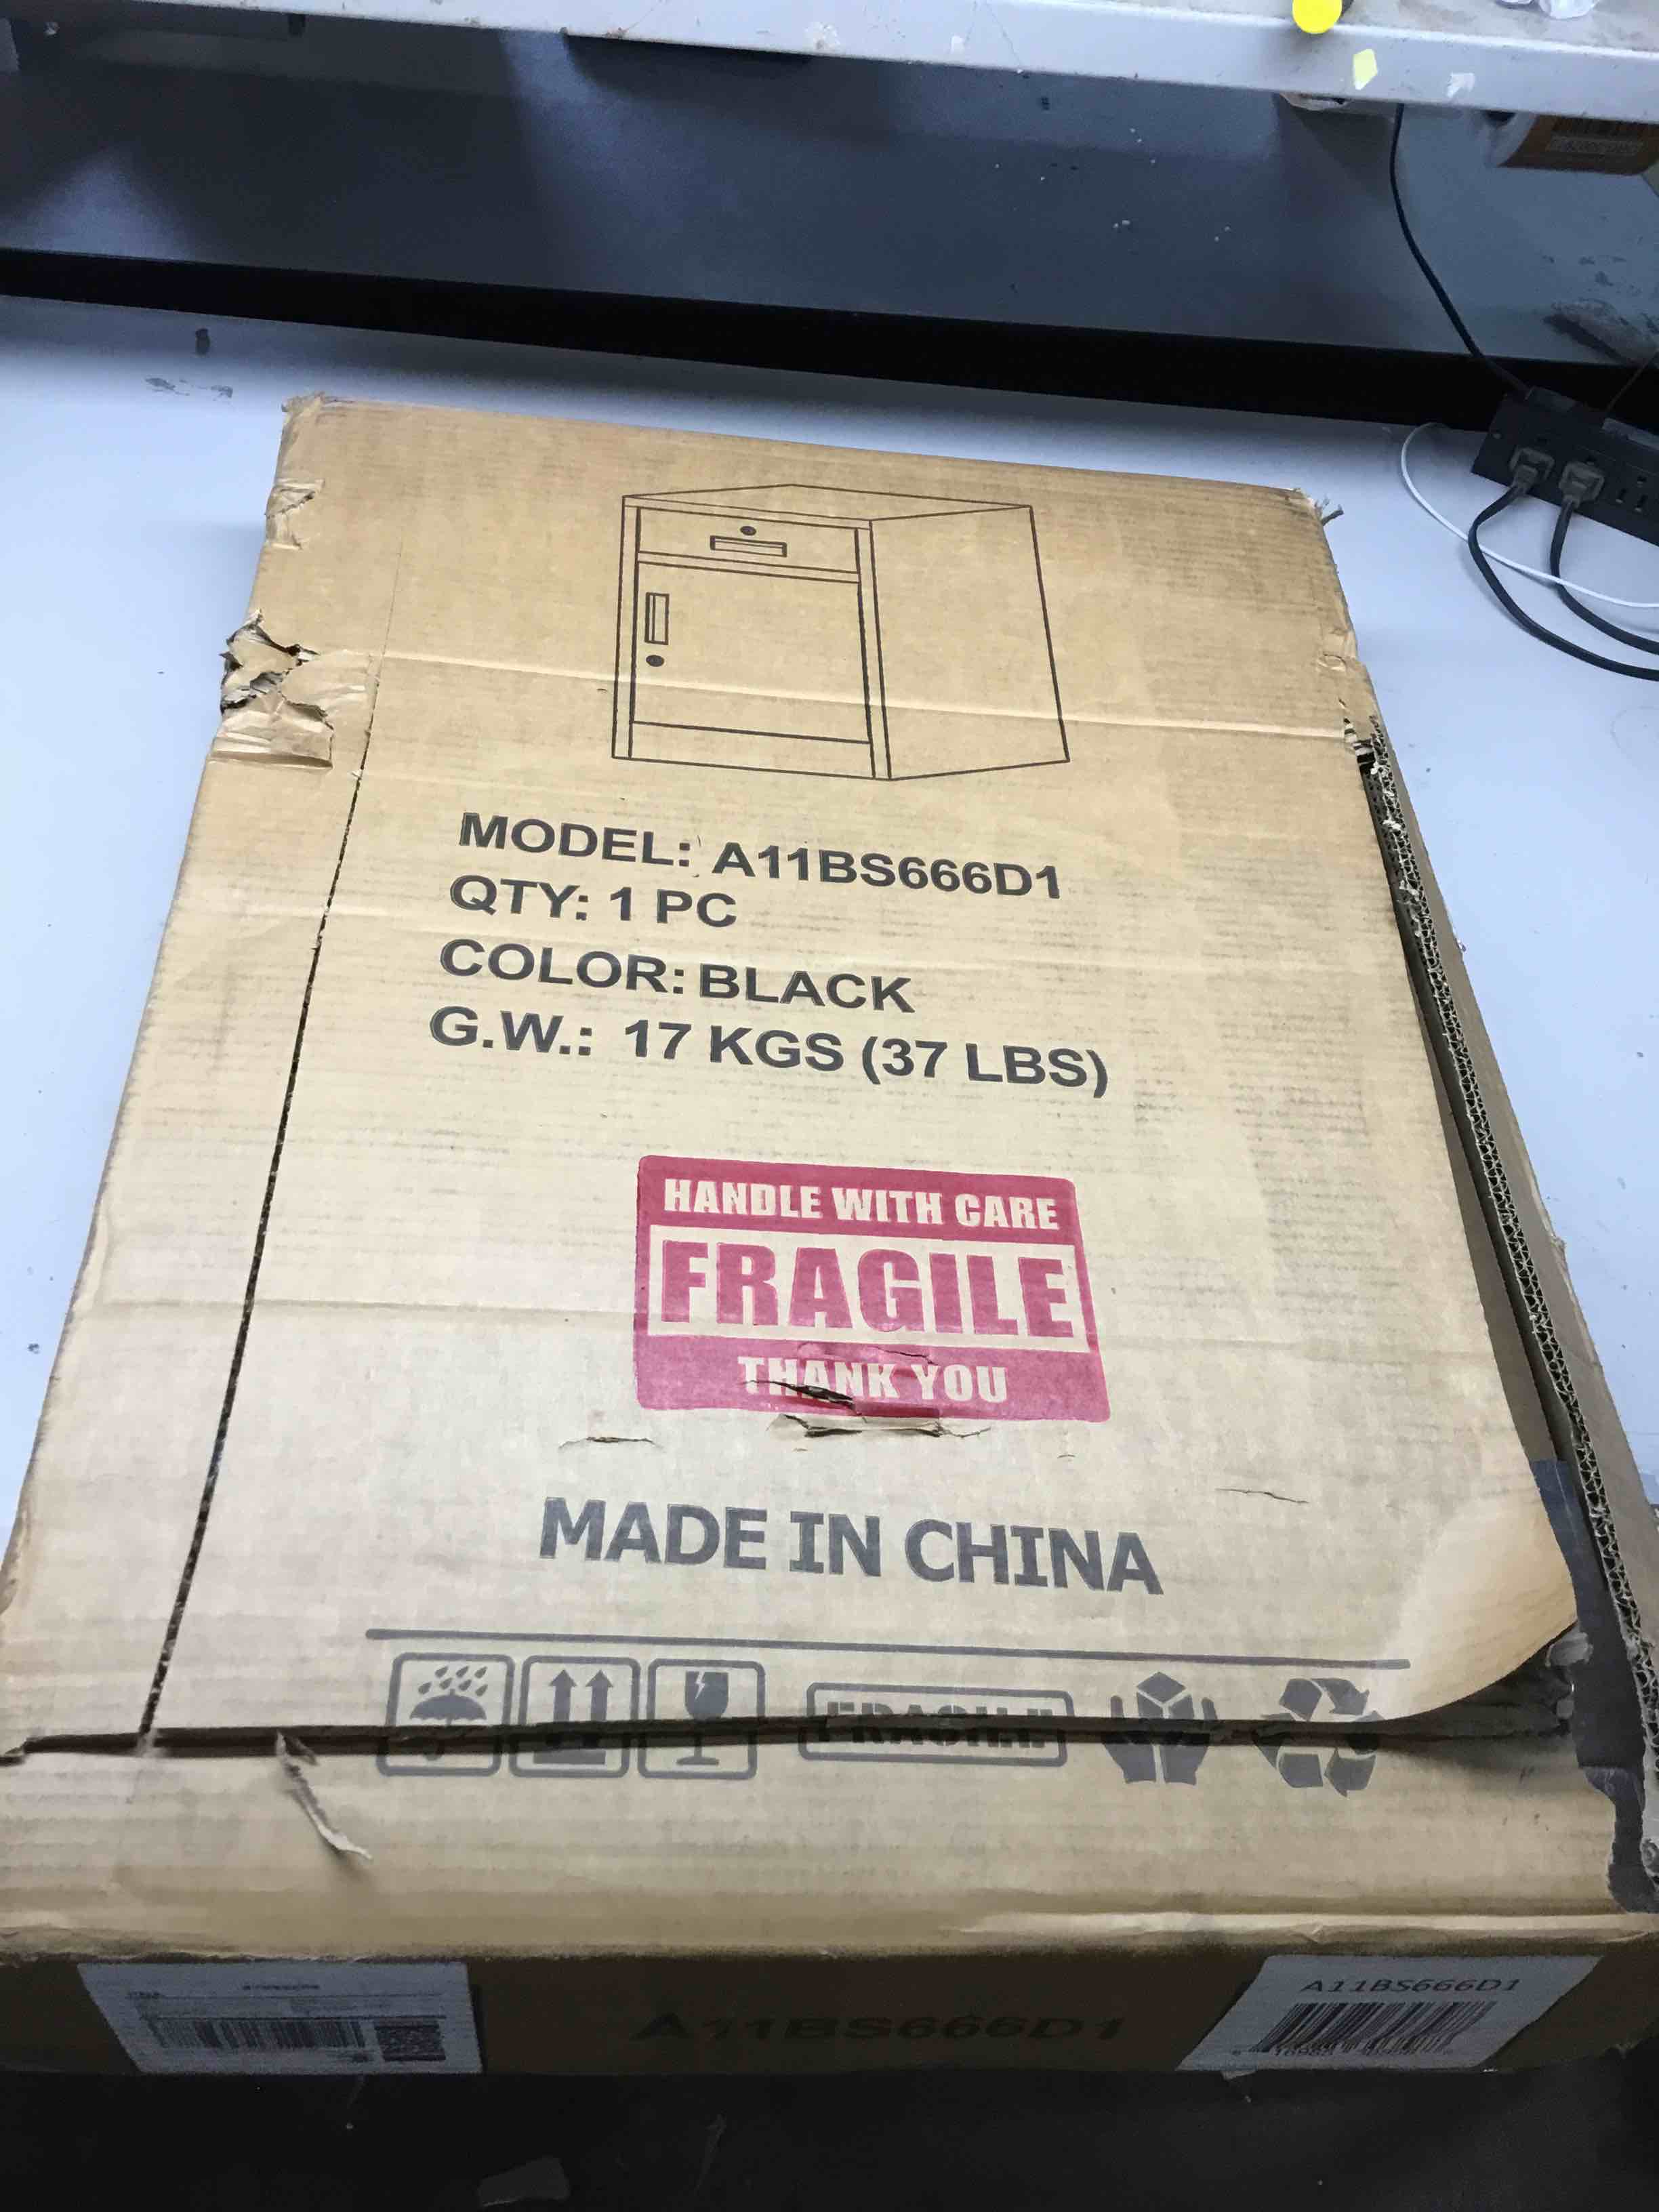 MODEL: A11BS666D1
QTY: 1 PC
COLOR: BLACK
G.W.: 17 KGS (37 LBS)
HANDLE WITH CARE
FRAGILE
THANK YOU
MADE IN CHINA
FRAGILE
A11BS666D1
A11BS666D1